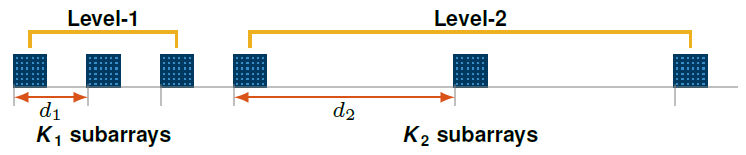 Level-1 Level-2
d₁ d₂
K₁ subarrays K₂ subarrays